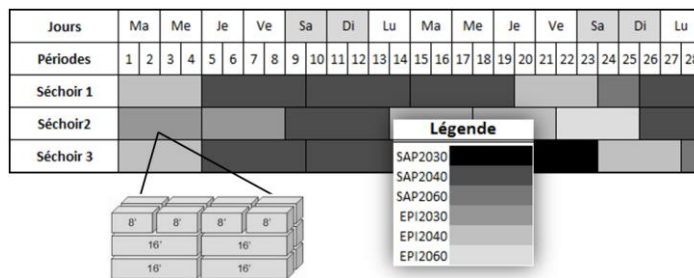 Jours Ma Me Je Ve Sa Di Lu Ma Me Je Ve Sa Di Lu
Périodes 1 2 3 4 5 6 7 8 9 10 11 12 13 14 15 16 17 18 19 20 21 22 23 24 25 26 27 28
Séchoir 1
Séchoir2
Séchoir 3
Légende
SAP2030
SAP2040
SAP2060
EPI2030
EPI2040
EPI2060
8' 8' 8' 8'
16' 16'
16' 16'